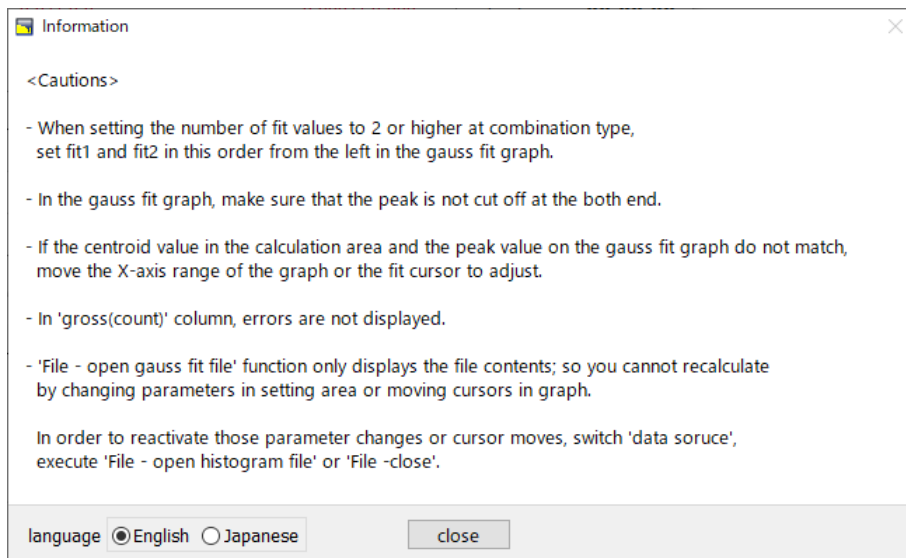 Information
<Cautions>
- When setting the number of fit values to 2 or higher at combination type,
set fit1 and fit2 in this order from the left in the gauss fit graph.
- In the gauss fit graph, make sure that the peak is not cut off at the both end.
- If the centroid value in the calculation area and the peak value on the gauss fit graph do not match,
move the X-axis range of the graph or the fit cursor to adjust.
- In 'gross(count)' column, errors are not displayed.
- 'File - open gauss fit file' function only displays the file contents; so you cannot recalculate
by changing parameters in setting area or moving cursors in graph.
In order to reactivate those parameter changes or cursor moves, switch 'data soruce',
execute 'File - open histogram file' or 'File -close'.
language English Japanese close